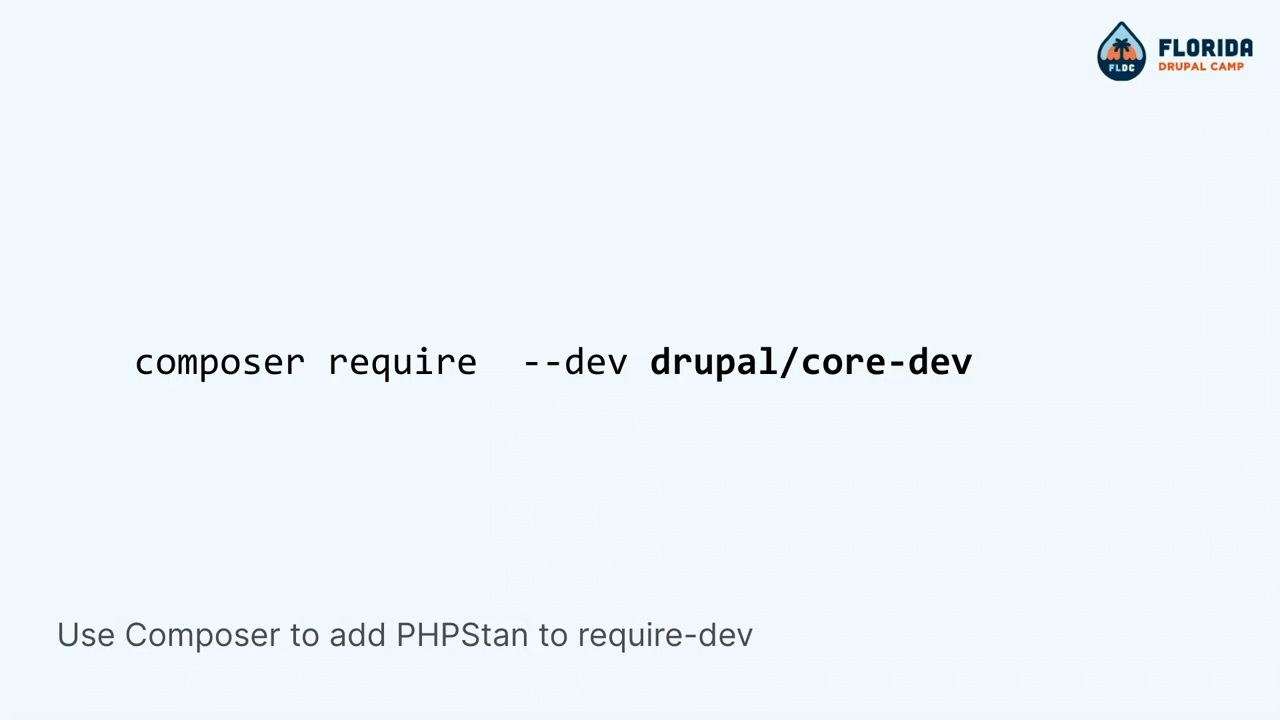 FLDC
FLORIDA
DRUPAL CAMP
composer require  --dev drupal/core-dev
Use Composer to add PHPStan to require-dev